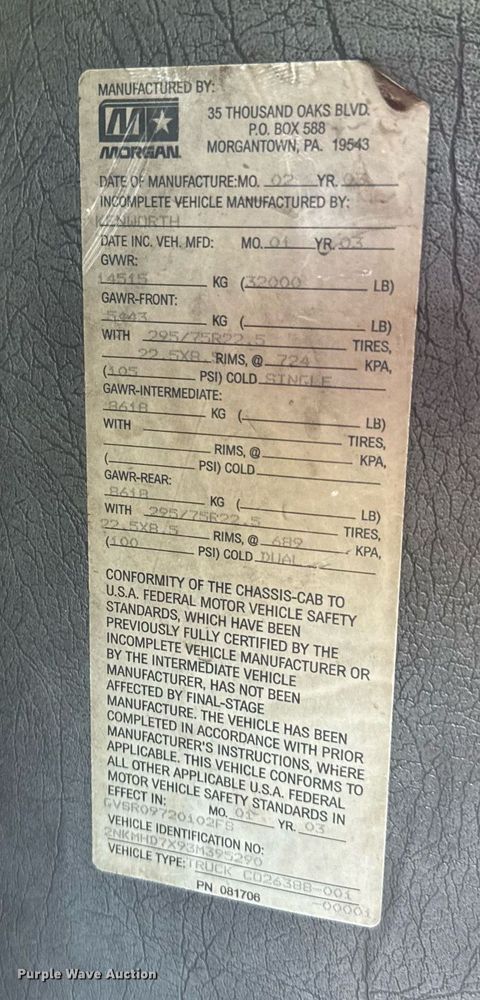 MANUFACTURED BY:
MORGAN
35 THOUSAND OAKS BLVD.
P.O. BOX 588
MORGANTOWN, PA. 19543
DATE OF MANUFACTURE:MO. 02 YR. 03
INCOMPLETE VEHICLE MANUFACTURED BY:
KENWORTH
DATE INC. VEH. MFD: MO. 01 YR. 03
GVWR:
14515 KG (32000 LB)
GAWR-FRONT:
5443 KG ( LB)
WITH 295/75R22.5 TIRES,
22.5X8. RIMS, @ 724 KPA,
(105 PSI) COLD SINGLE
GAWR-INTERMEDIATE:
8618 KG ( LB)
WITH TIRES,
RIMS, @ KPA,
( PSI) COLD
GAWR-REAR:
8618 KG ( LB)
WITH 295/75R22.5 TIRES,
22.5X8.5 RIMS, @ 689 KPA,
(100 PSI) COLD DUAL
CONFORMITY OF THE CHASSIS-CAB TO
U.S.A. FEDERAL MOTOR VEHICLE SAFETY
STANDARDS, WHICH HAVE BEEN
PREVIOUSLY FULLY CERTIFIED BY THE
INCOMPLETE VEHICLE MANUFACTURER OR
BY THE INTERMEDIATE VEHICLE
MANUFACTURER, HAS NOT BEEN
AFFECTED BY FINAL-STAGE
MANUFACTURE. THE VEHICLE HAS BEEN
COMPLETED IN ACCORDANCE WITH PRIOR
MANUFACTURER'S INSTRUCTIONS, WHERE
APPLICABLE. THIS VEHICLE CONFORMS TO
ALL OTHER APPLICABLE U.S.A. FEDERAL
MOTOR VEHICLE SAFETY STANDARDS IN
EFFECT IN: MO. 01 YR. 03
GVSR09720102FS
VEHICLE IDENTIFICATION NO:
2NKMHD7X93M395290
VEHICLE TYPE: TRUCK CO26388-001
-00001
PN 081706
Purple Wave Auction